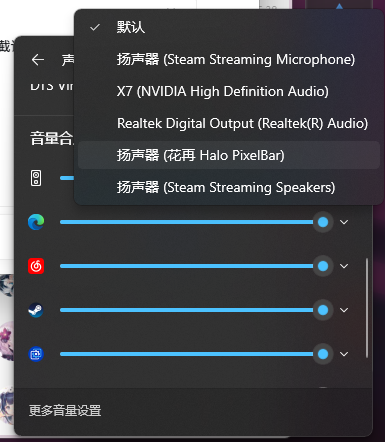 默认
扬声器 (Steam Streaming Microphone)
X7 (NVIDIA High Definition Audio)
Realtek Digital Output (Realtek(R) Audio)
扬声器 (花再 Halo PixelBar)
扬声器 (Steam Streaming Speakers)
声
音量合
更多音量设置